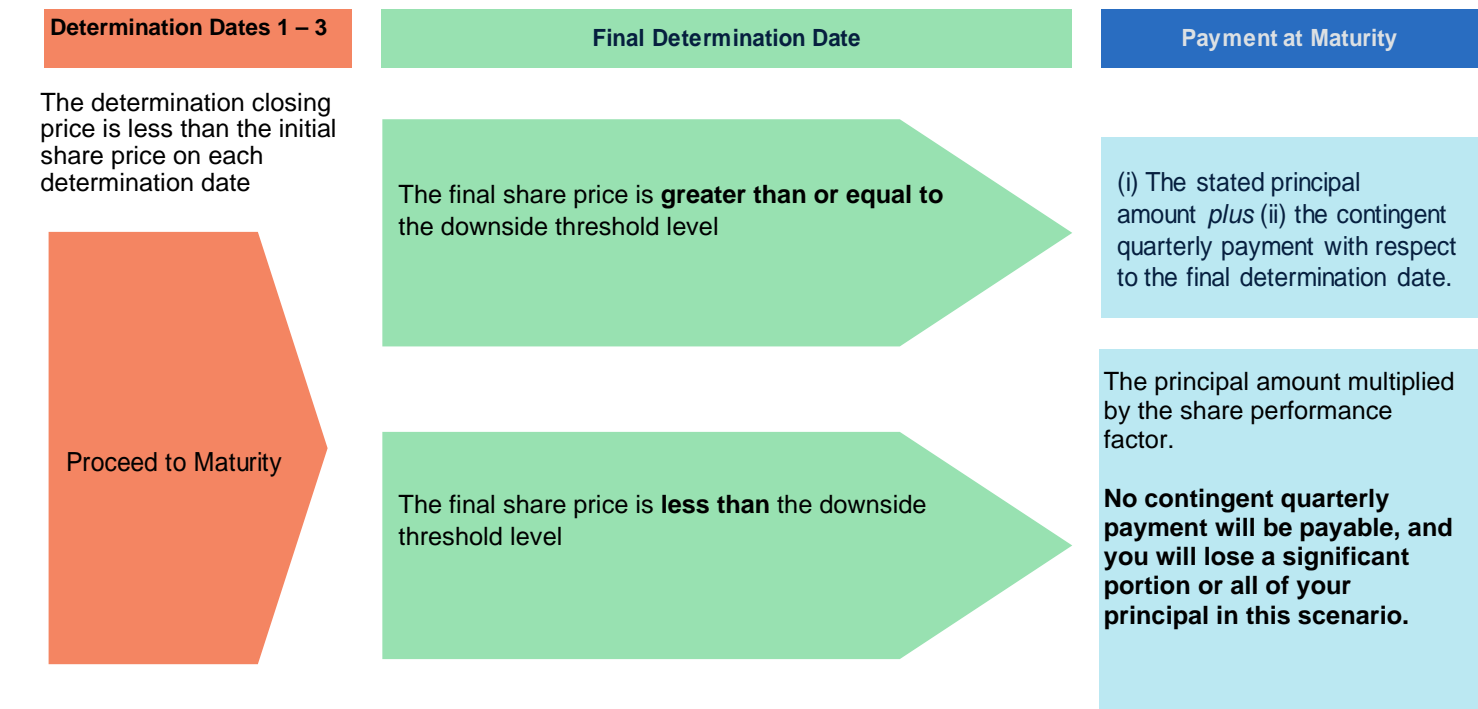 Determination Dates 1 – 3
Final Determination Date
Payment at Maturity
The determination closing
price is less than the initial
share price on each
determination date
Proceed to Maturity
The final share price is greater than or equal to
the downside threshold level
(i) The stated principal
amount plus (ii) the contingent
quarterly payment with respect
to the final determination date.
The final share price is less than the downside
threshold level
The principal amount multiplied
by the share performance
factor.
No contingent quarterly
payment will be payable, and
you will lose a significant
portion or all of your
principal in this scenario.